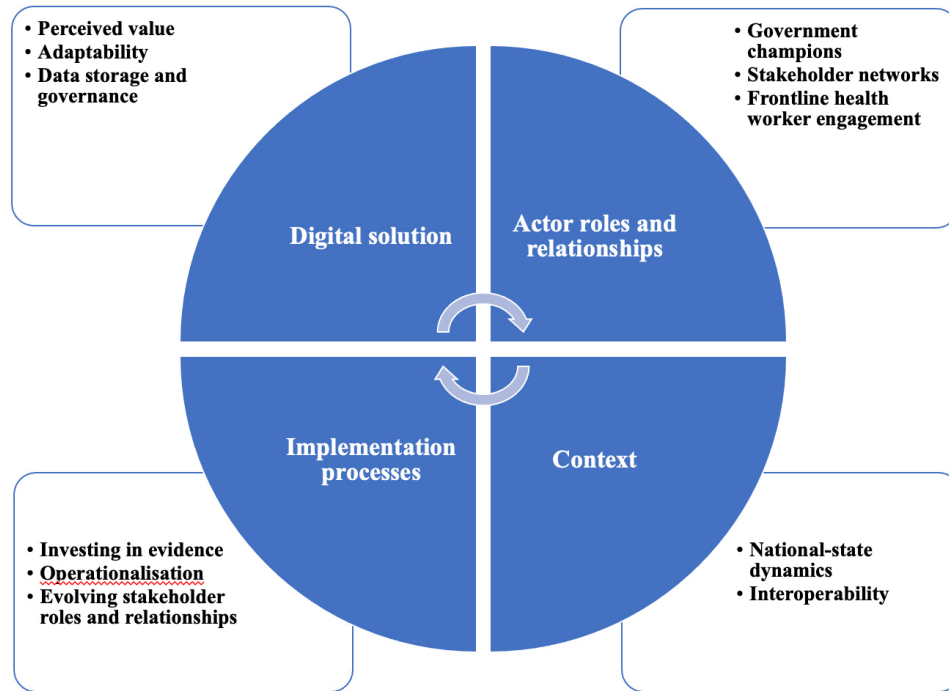 • Perceived value
• Adaptability
• Data storage and
governance
• Government
champions
• Stakeholder networks
• Frontline health
worker engagement
Digital solution
Actor roles and
relationships
Implementation
processes
Context
• Investing in evidence
• Operationalisation
• Evolving stakeholder
roles and relationships
• National-state
dynamics
• Interoperability